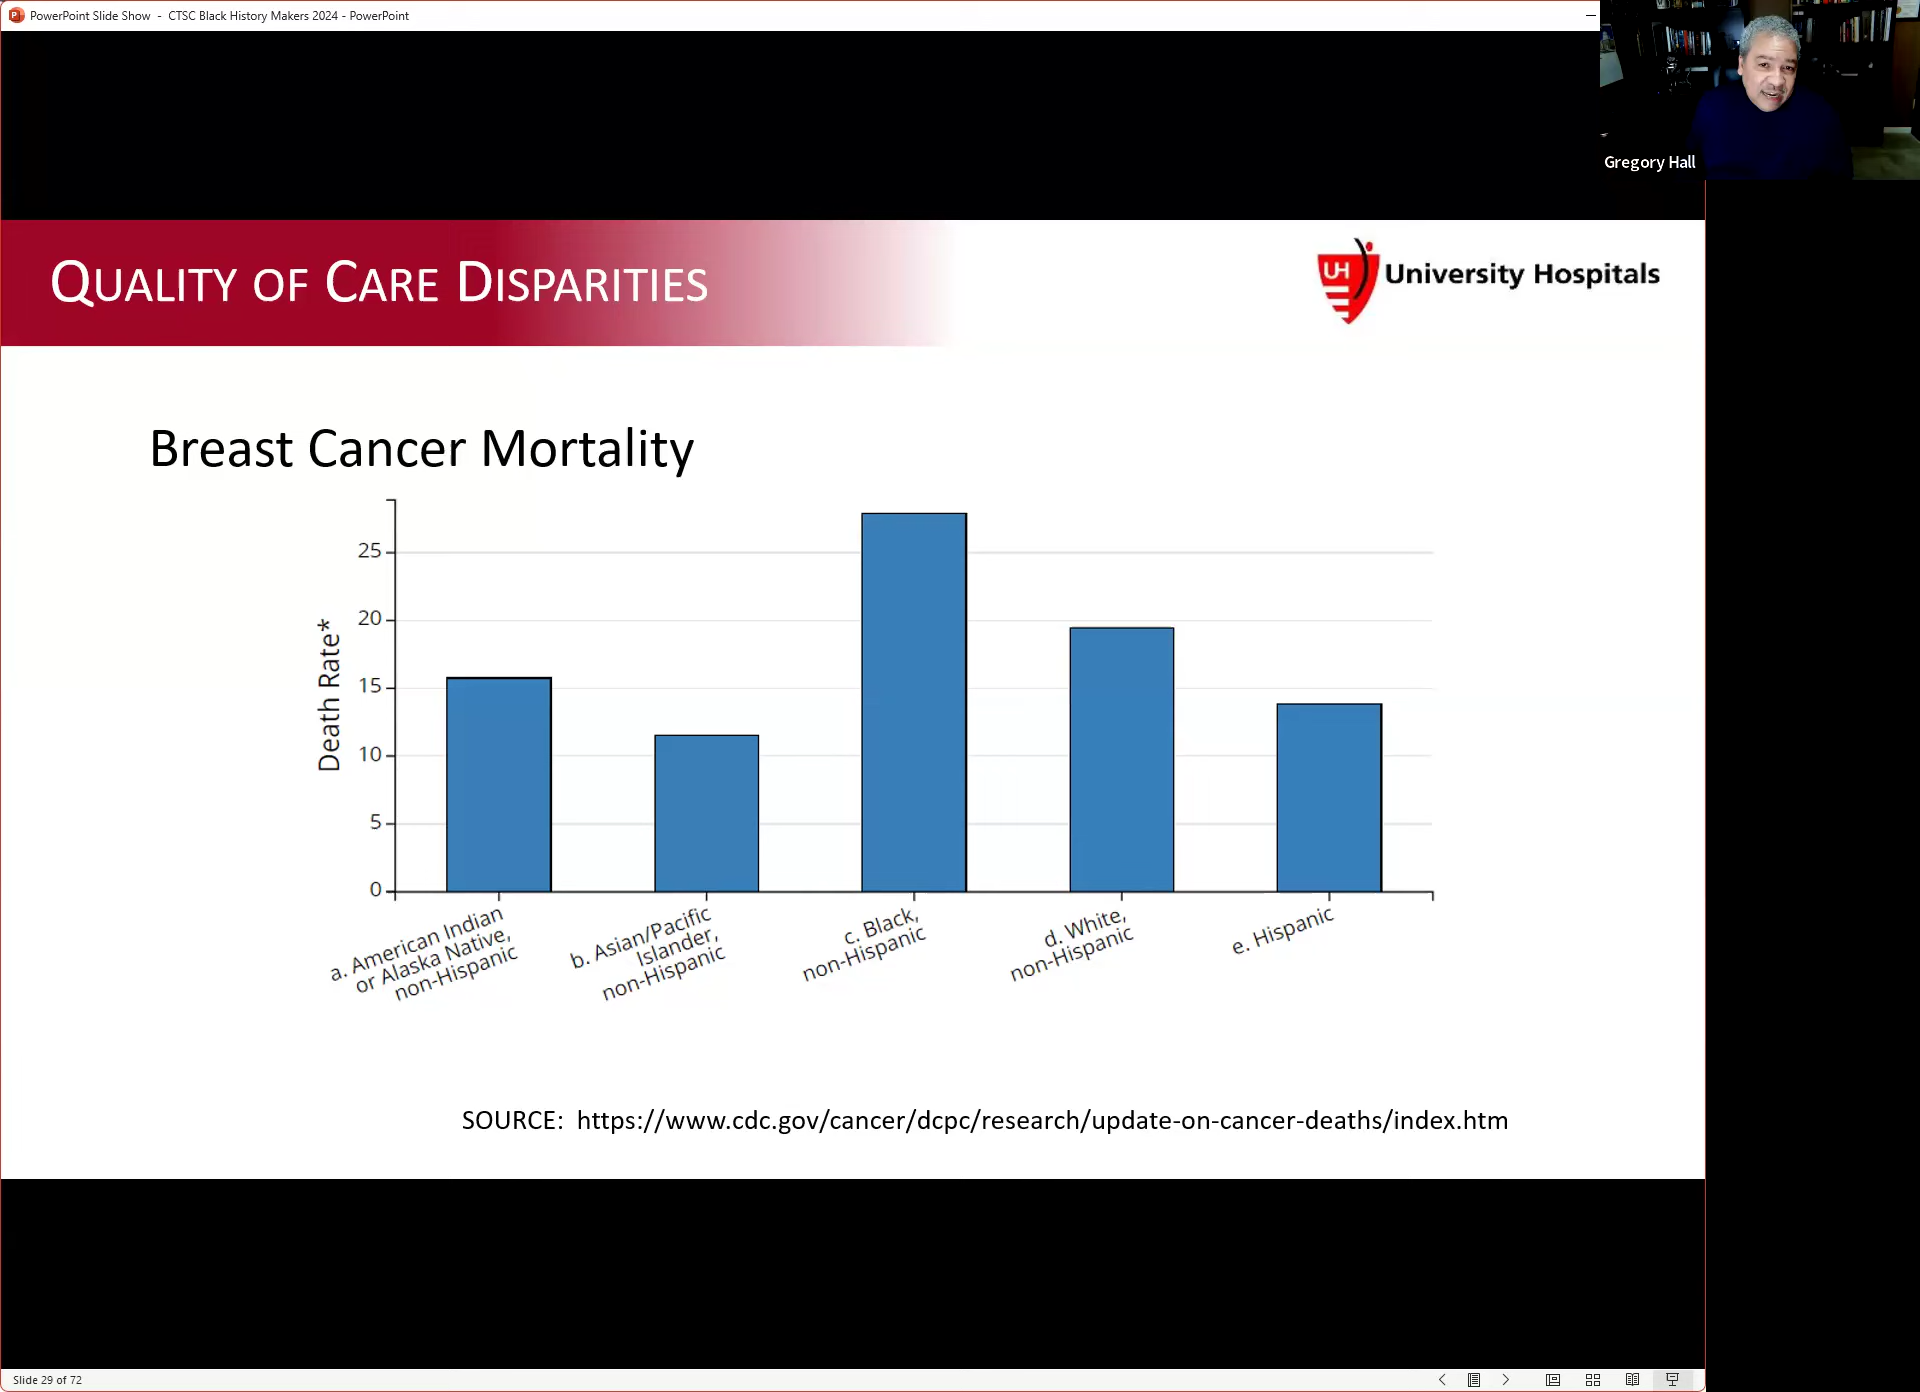 PowerPoint Slide Show - CTSC Black History Makers 2024 - PowerPoint
Gregory Hall
QUALITY OF CARE DISPARITIES
UH University Hospitals
Breast Cancer Mortality
Death Rate*
25
20
15
10
5
0
a. American Indian
or Alaska Native,
non-Hispanic
b. Asian/Pacific
Islander,
non-Hispanic
c. Black,
non-Hispanic
d. White,
non-Hispanic
e. Hispanic
SOURCE: https://www.cdc.gov/cancer/dcpc/research/update-on-cancer-deaths/index.htm
Slide 29 of 72